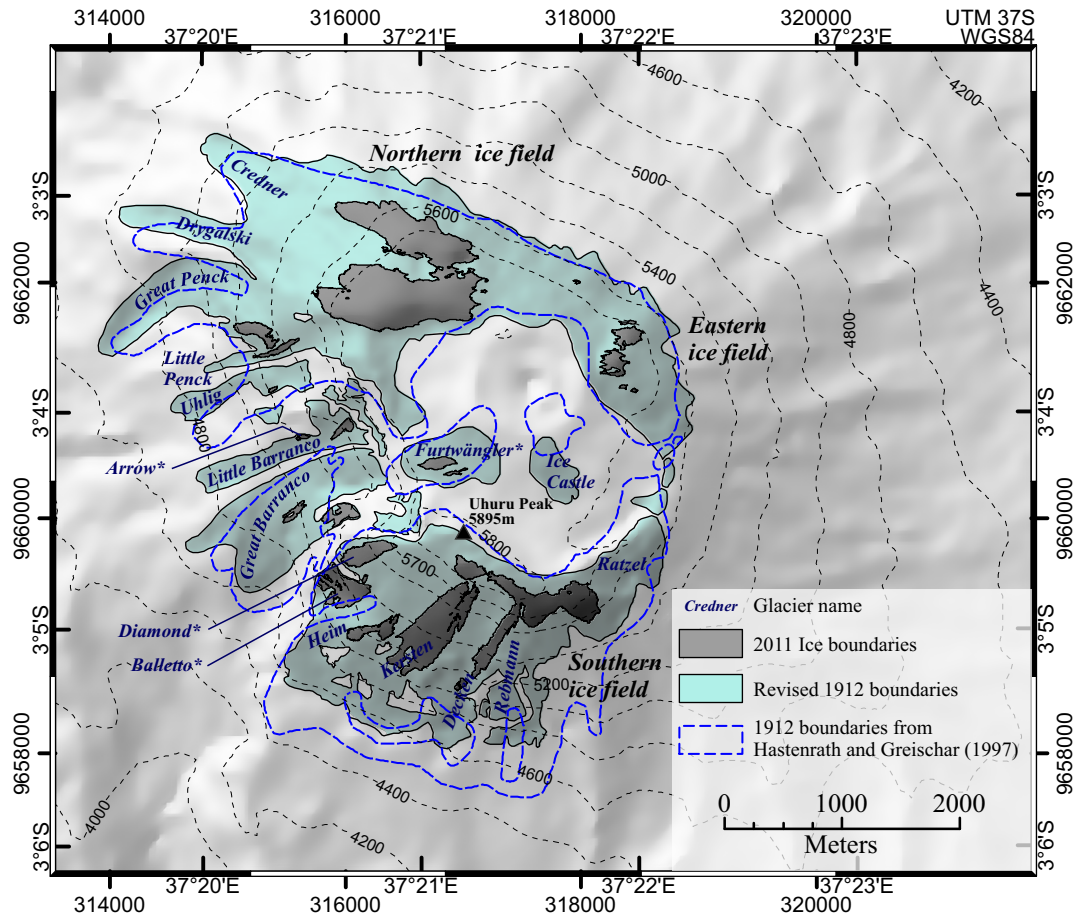 314000 316000 318000 320000 UTM 37S
37°20'E 37°21'E 37°22'E 37°23'E WGS84
4600
4200
Northern ice field
5000
3°3'S
3°3'S
Credner
5600
Drygalski
5400
9662000
9662000
Great Penck
4400
Eastern
ice field
4800
Little
Penck
Uhlig
3°4'S
3°4'S
4800
Arrow*
Little Barranco
Furtwängler*
Ice
Castle
Great Barranco
Uhuru Peak
5895m
9660000
9660000
5800
5700
Ratzel
Diamond*
Heim
Balletto*
Kersten
3°5'S
3°5'S
Southern
ice field
Decken
Rebmann
5200
4600
4400
9658000
9658000
4000
4200
Credner Glacier name
2011 Ice boundaries
Revised 1912 boundaries
1912 boundaries from
Hastenrath and Greischar (1997)
0 1000 2000
Meters
3°6'S
3°6'S
37°20'E 37°21'E 37°22'E 37°23'E
314000 316000 318000 320000